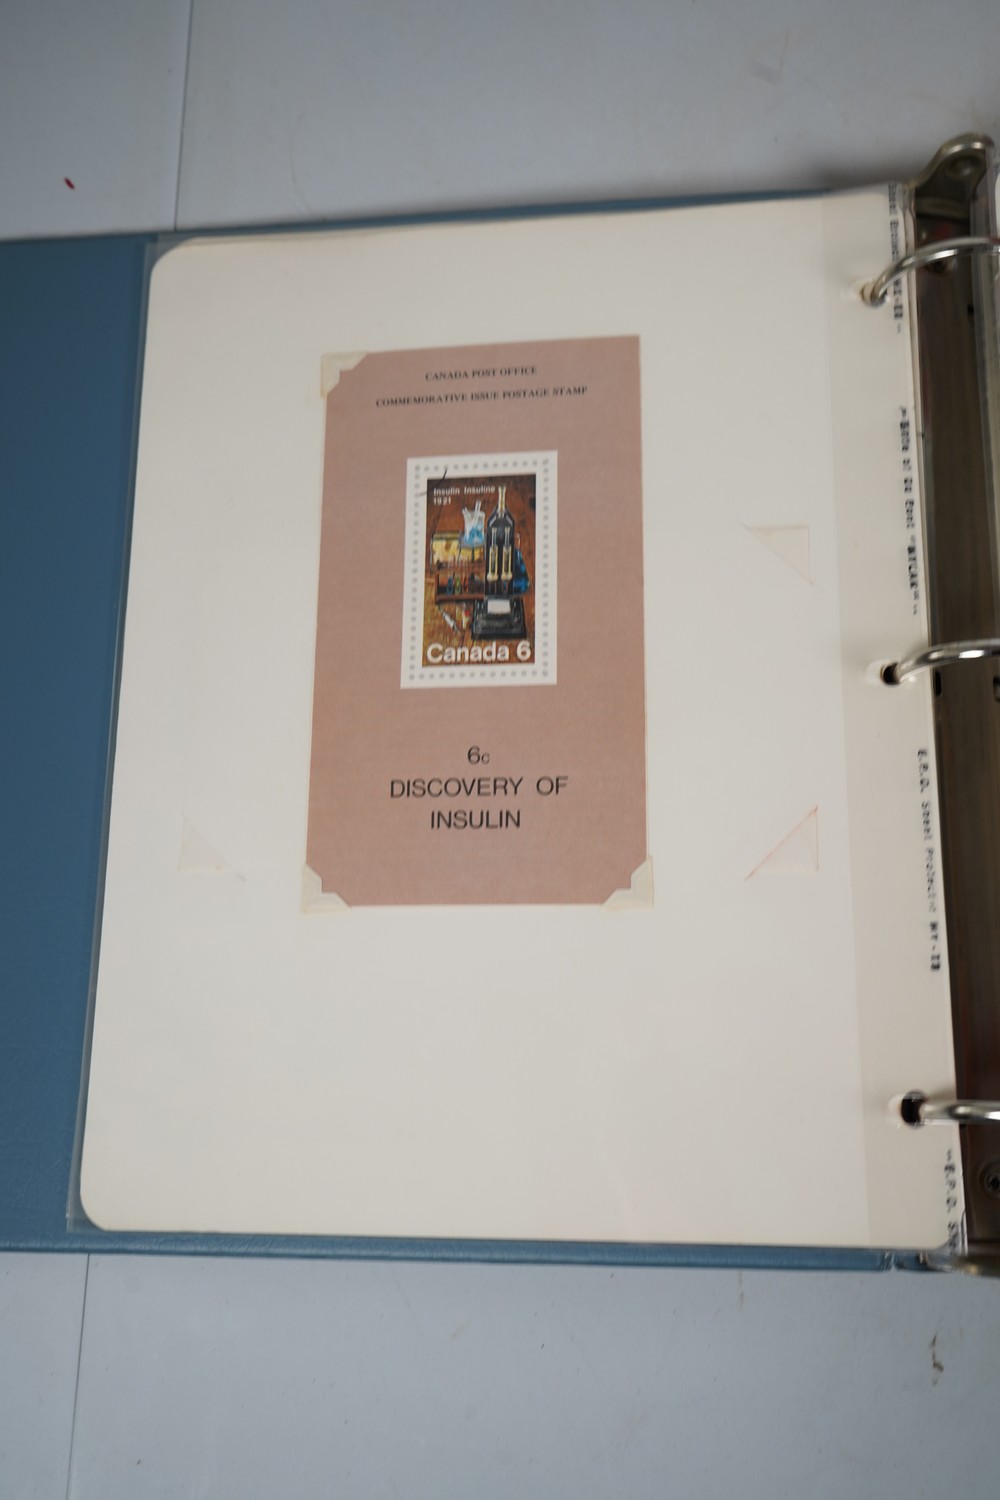 CANADA POST OFFICE
COMMEMORATIVE ISSUE POSTAGE STAMP
Insulin Insuline
1921
Canada 6
6c
DISCOVERY OF
INSULIN